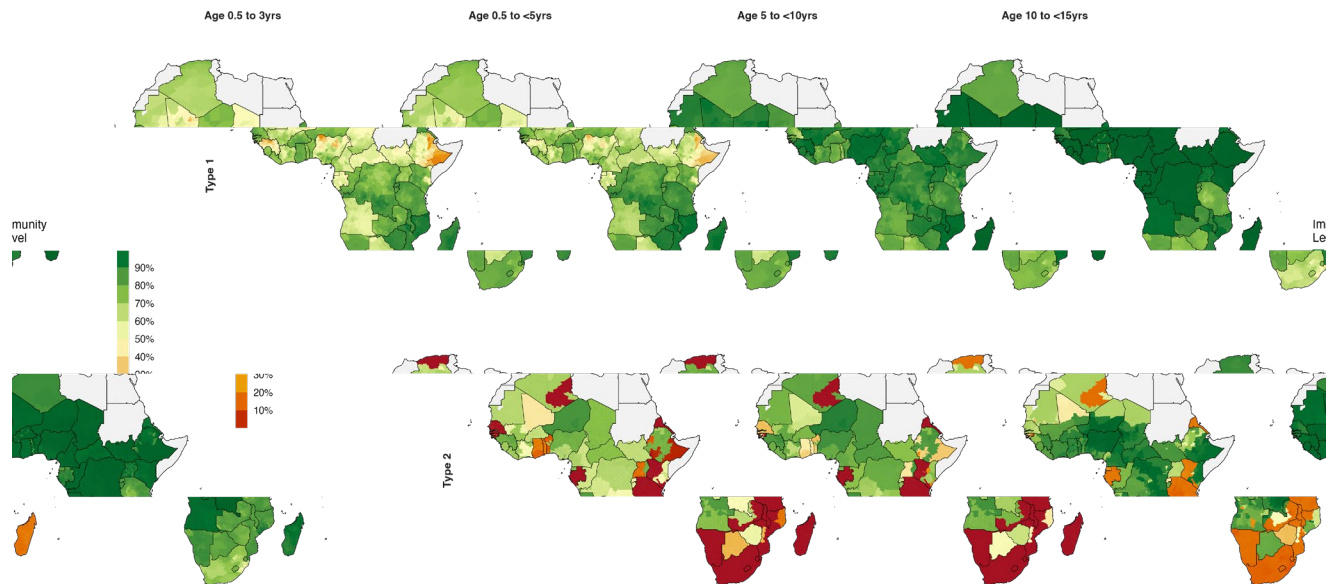 Age 0.5 to 3yrs
Age 0.5 to <5yrs
Age 5 to <10yrs
Age 10 to <15yrs
Type 1
munity
vel
Im
Le
90%
80%
70%
60%
50%
40%
30%
20%
10%
Type 2